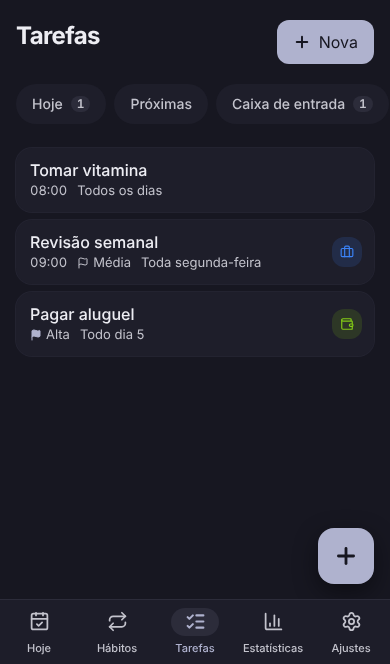 Tarefas
Nova
Hoje 1
Próximas
Caixa de entrada 1
Tomar vitamina
08:00 Todos os dias
Revisão semanal
09:00 Média Toda segunda-feira
Pagar aluguel
Alta Todo dia 5
Hoje
Hábitos
Tarefas
Estatísticas
Ajustes